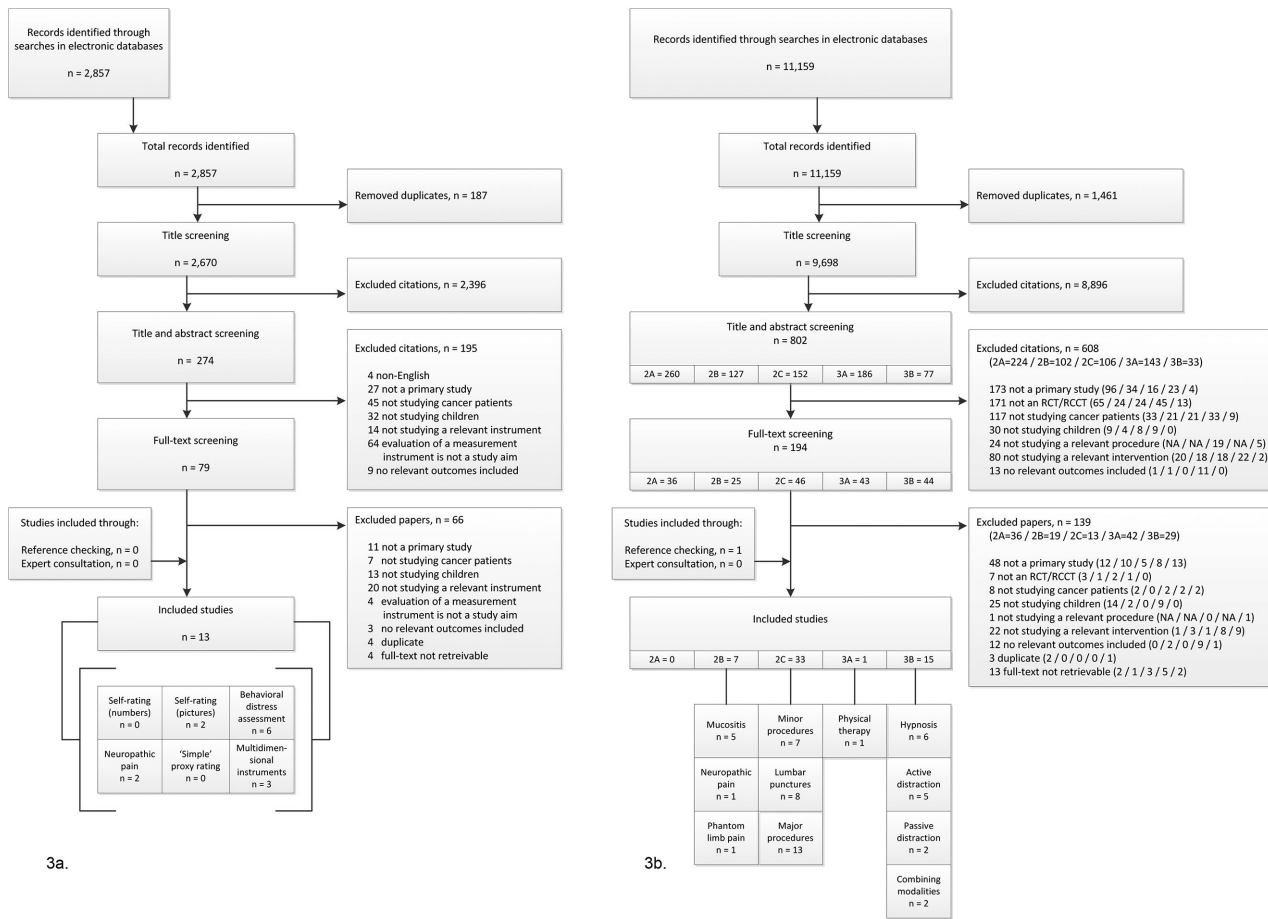 Records identified through
searches in electronic databases
n = 2,857
Total records identified
n = 2,857
Removed duplicates, n = 187
Title screening
n = 2,670
Excluded citations, n = 2,396
Title and abstract screening
n = 274
Excluded citations, n = 195
4 non-English
27 not a primary study
45 not studying cancer patients
32 not studying children
14 not studying a relevant instrument
64 evaluation of a measurement
instrument is not a study aim
9 no relevant outcomes included
Full-text screening
n = 79
Excluded papers, n = 66
11 not a primary study
7 not studying cancer patients
13 not studying children
20 not studying a relevant instrument
4 evaluation of a measurement
instrument is not a study aim
3 no relevant outcomes included
4 duplicate
4 full-text not retreivable
Studies included through:
Reference checking, n = 0
Expert consultation, n = 0
Included studies
n = 13
Self-rating
(numbers)
n = 0
Self-rating
(pictures)
n = 2
Behavioral
distress
assessment
n = 6
Neuropathic
pain
n = 2
‘Simple’
proxy rating
n = 0
Multidimen-
sional
instruments
n = 3
3a.
Records identified through searches in electronic databases
n = 11,159
Total records identified
n = 11,159
Removed duplicates, n = 1,461
Title screening
n = 9,698
Excluded citations, n = 8,896
Title and abstract screening
n = 802
2A = 260 2B = 127 2C = 152 3A = 186 3B = 77
Excluded citations, n = 608
(2A=224 / 2B=102 / 2C=106 / 3A=143 / 3B=33)
173 not a primary study (96 / 34 / 16 / 23 / 4)
171 not an RCT/RCCT (65 / 24 / 24 / 45 / 13)
117 not studying cancer patients (33 / 21 / 21 / 33 / 9)
30 not studying children (9 / 4 / 8 / 9 / 0)
24 not studying a relevant procedure (NA / NA / 19 / NA / 5)
80 not studying a relevant intervention (20 / 18 / 18 / 22 / 2)
13 no relevant outcomes included (1 / 1 / 0 / 11 / 0)
Full-text screening
n = 194
2A = 36 2B = 25 2C = 46 3A = 43 3B = 44
Excluded papers, n = 139
(2A=36 / 2B=19 / 2C=13 / 3A=42 / 3B=29)
48 not a primary study (12 / 10 / 5 / 8 / 13)
7 not an RCT/RCCT (3 / 1 / 2 / 1 / 0)
8 not studying cancer patients (2 / 0 / 2 / 2 / 2)
25 not studying children (14 / 2 / 0 / 9 / 0)
1 not studying a relevant procedure (NA / NA / 0 / NA / 1)
22 not studying a relevant intervention (1 / 3 / 1 / 8 / 9)
12 no relevant outcomes included (0 / 2 / 0 / 9 / 1)
3 duplicate (2 / 0 / 0 / 0 / 1)
13 full-text not retrievable (2 / 1 / 3 / 5 / 2)
Studies included through:
Reference checking, n = 1
Expert consultation, n = 0
Included studies
2A = 0 2B = 7 2C = 33 3A = 1 3B = 15
Mucositis
n = 5
Minor
procedures
n = 7
Physical
therapy
n = 1
Hypnosis
n = 6
Neuropathic
pain
n = 1
Lumbar
punctures
n = 8
Active
distraction
n = 5
Phantom
limb pain
n = 1
Major
procedures
n = 13
Passive
distraction
n = 2
Combining
modalities
n = 2
3b.